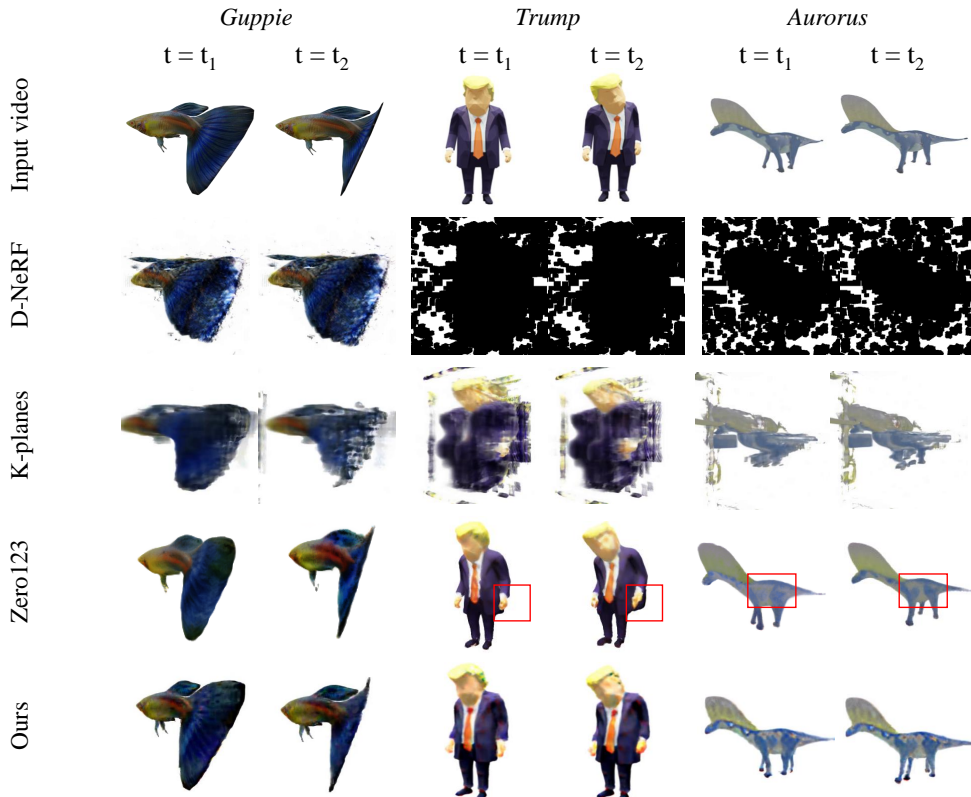 Guppie Trump Aurorus
t = t₁ t = t₂ t = t₁ t = t₂ t = t₁ t = t₂
Input video
D-NeRF
K-planes
Zero123
Ours